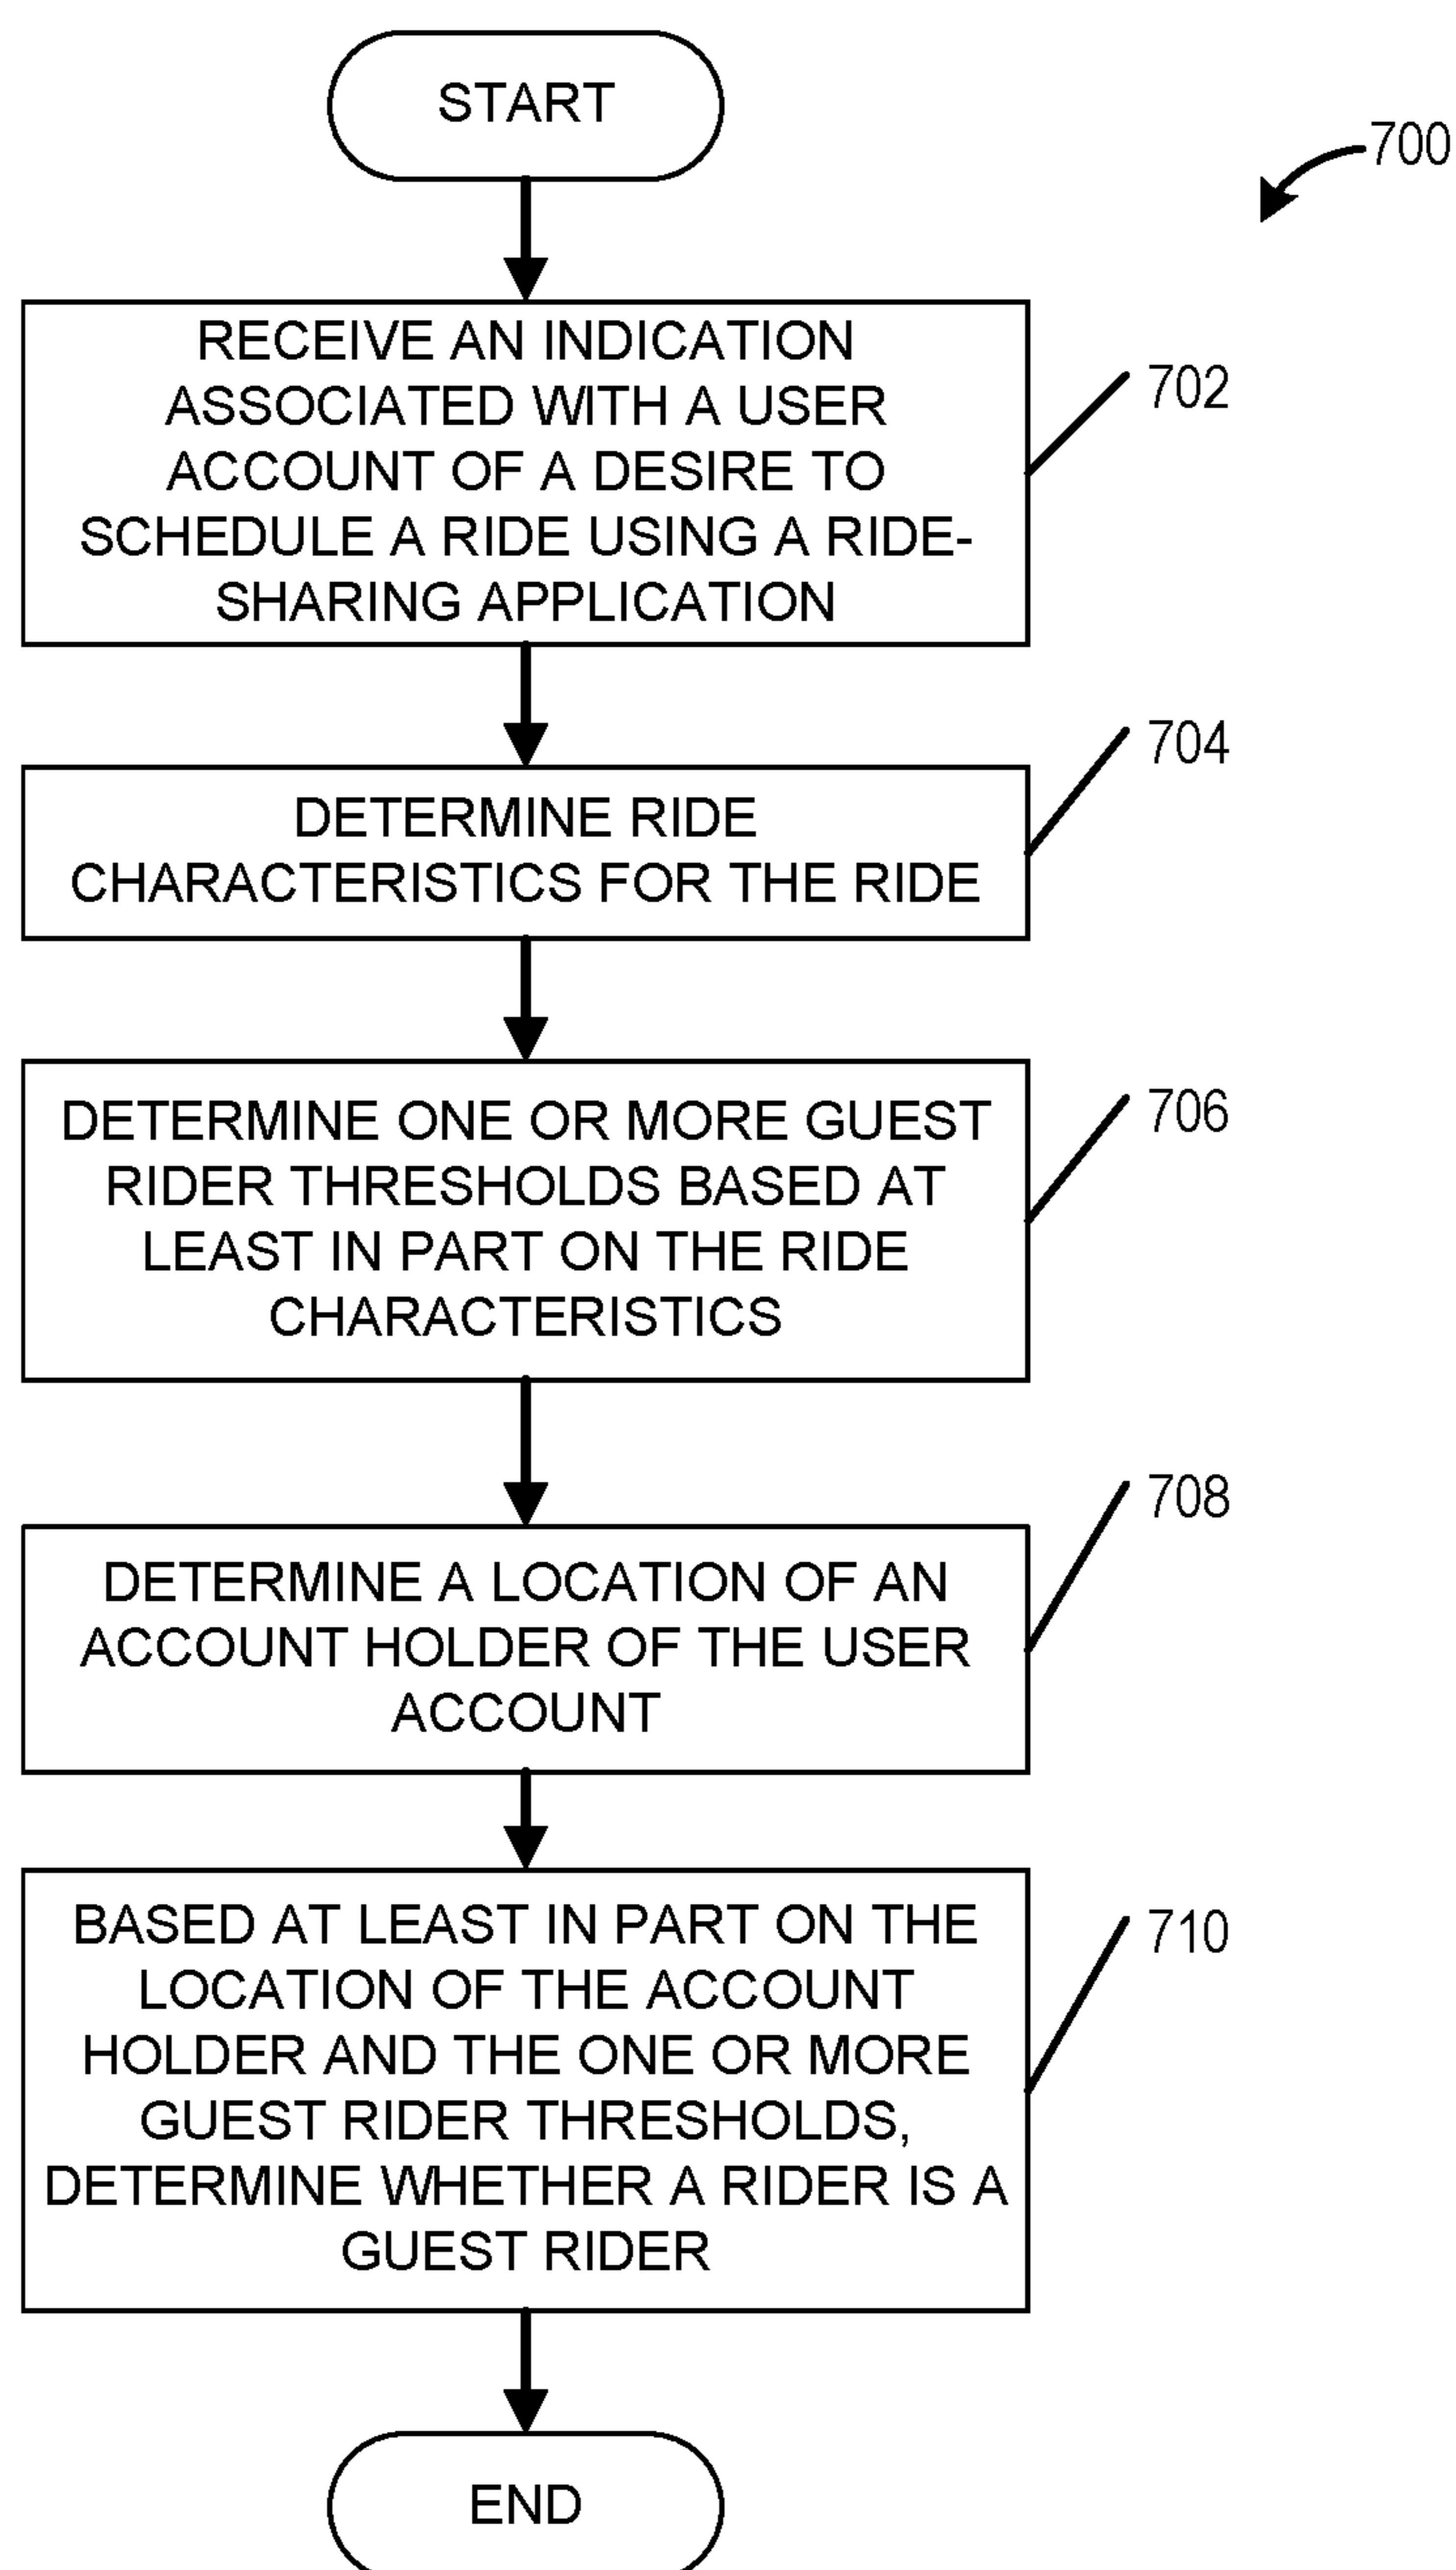 START
700
RECEIVE AN INDICATION
ASSOCIATED WITH A USER
ACCOUNT OF A DESIRE TO
SCHEDULE A RIDE USING A RIDE-
SHARING APPLICATION
702
DETERMINE RIDE
CHARACTERISTICS FOR THE RIDE
704
DETERMINE ONE OR MORE GUEST
RIDER THRESHOLDS BASED AT
LEAST IN PART ON THE RIDE
CHARACTERISTICS
706
DETERMINE A LOCATION OF AN
ACCOUNT HOLDER OF THE USER
ACCOUNT
708
BASED AT LEAST IN PART ON THE
LOCATION OF THE ACCOUNT
HOLDER AND THE ONE OR MORE
GUEST RIDER THRESHOLDS,
DETERMINE WHETHER A RIDER IS A
GUEST RIDER
710
END